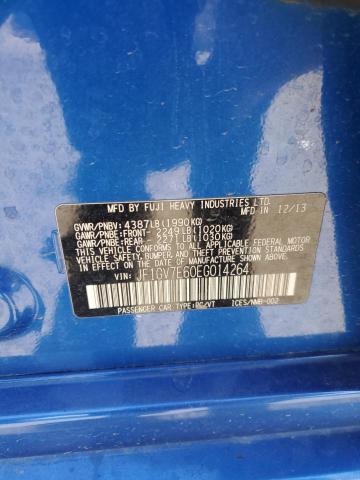 MFD BY FUJI HEAVY INDUSTRIES LTD.
MFD IN 12/13
GVWR/PNBV: 4387LB(1990KG)
GAWR/PNBE:FRONT- 2249LB(1020KG)
GAWR/PNBE:REAR - 2271LB(1030KG)
THIS VEHICLE CONFORMS TO ALL APPLICABLE
FEDERAL MOTOR VEHICLE SAFETY, BUMPER, AND
THEFT PREVENTION STANDARDS IN EFFECT ON THE
DATE OF MANUFACTURE SHOWN ABOVE.
VIN: JF1GV7E60EG014264
PASSENGER CAR TYPE:PC/VT ICES/NMB-002